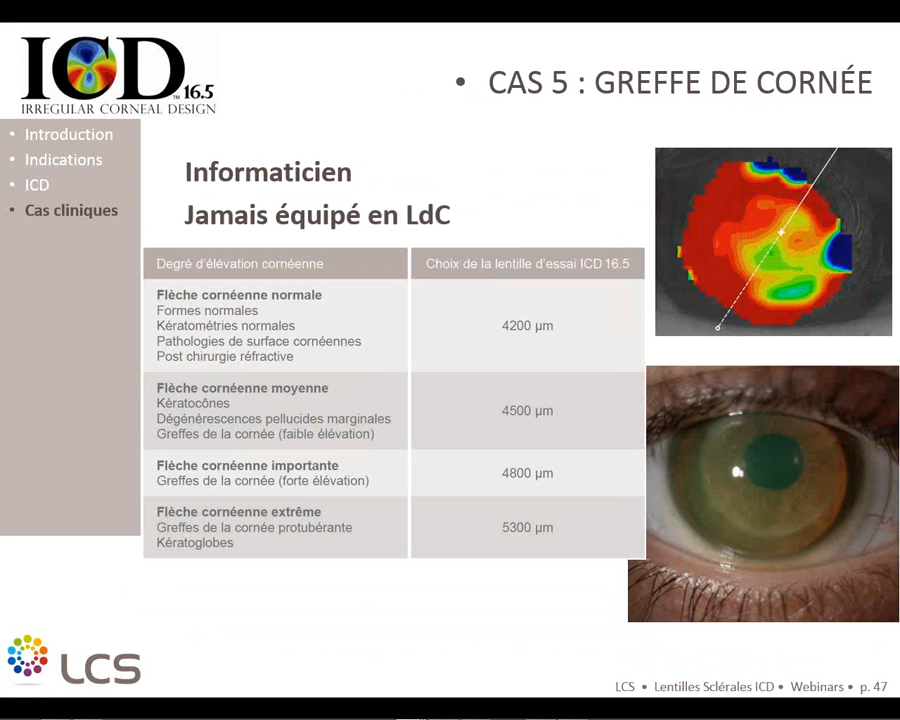 ICD™ 16.5
IRREGULAR CORNEAL DESIGN
• CAS 5 : GREFFE DE CORNÉE
• Introduction
• Indications
• ICD
• Cas cliniques
Informaticien
Jamais équipé en LdC
Degré d'élévation cornéenne
Choix de la lentille d'essai ICD 16.5
Flèche cornéenne normale
Formes normales
Kératométries normales
Pathologies de surface cornéennes
Post chirurgie réfractive
4200 µm
Flèche cornéenne moyenne
Kératocônes
Dégénérescences pellucides marginales
Greffes de la cornée (faible élévation)
4500 µm
Flèche cornéenne importante
Greffes de la cornée (forte élévation)
4800 µm
Flèche cornéenne extrême
Greffes de la cornée protubérante
Kératoglobes
5300 µm
LCS
LCS • Lentilles Sclérales ICD • Webinars • p. 47